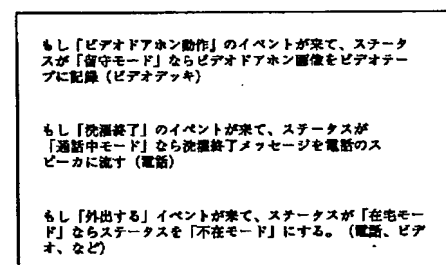 もし「ビデオドアホン動作」のイベントが来て、ステータ
スが「留守モード」ならビデオドアホン画像をビデオテー
プに記録（ビデオデッキ）
もし「洗濯終了」のイベントが来て、ステータスが
「通話中モード」なら洗濯終了メッセージを電話のス
ピーカに流す（電話）
もし「外出する」イベントが来て、ステータスが「在宅モー
ド」ならステータスを「不在モード」にする。（電話、ビデ
オ、など）